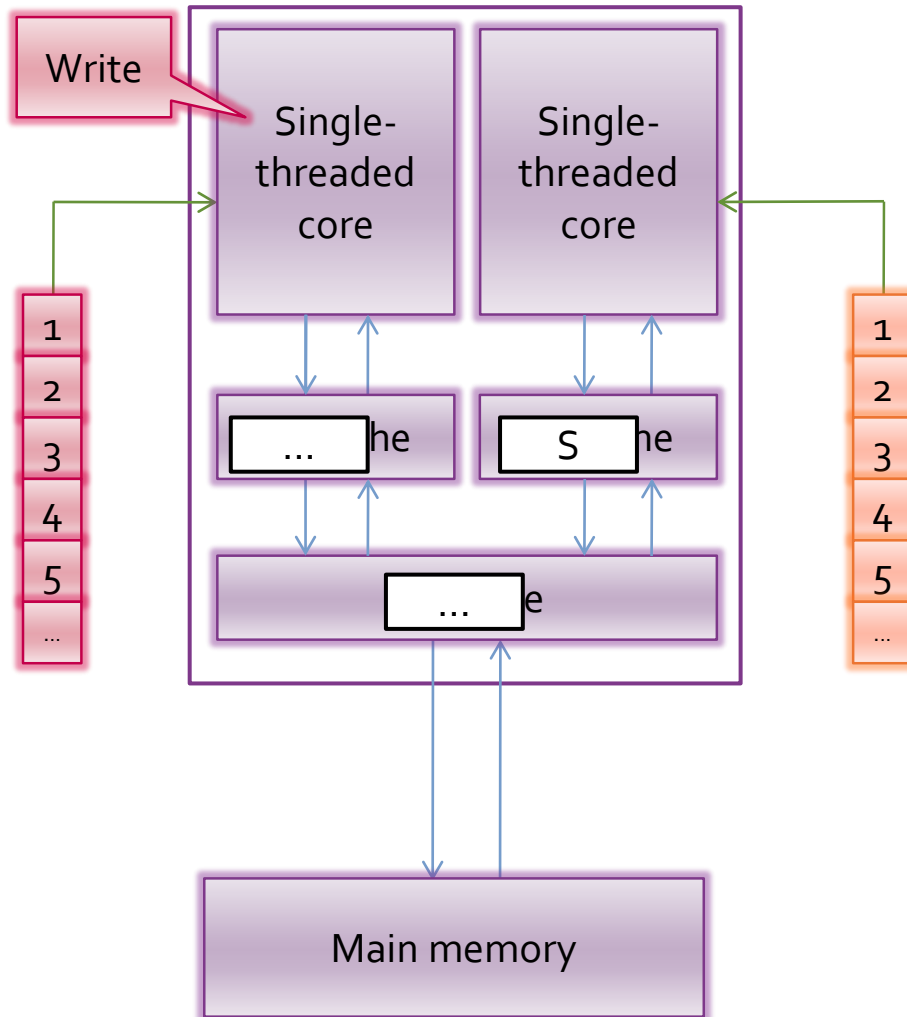 Write
Single-
threaded
core
Single-
threaded
core
1
2
3
4
5
...
1
2
3
4
5
...
... he
S he
... e
Main memory